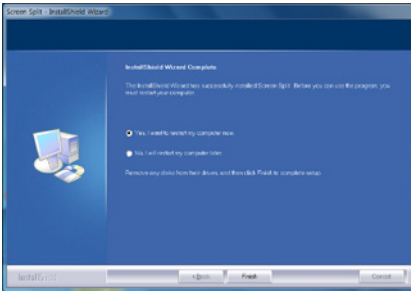 Screen Split - InstallShield Wizard
InstallShield Wizard Complete
The InstallShield Wizard has successfully installed Screen Split. Before you can use the program, you
must restart your computer.
Yes, I want to restart my computer now.
No, I will restart my computer later.
Remove any disks from their drives, and then click Finish to complete setup.
InstallShield
< Back
Finish
Cancel